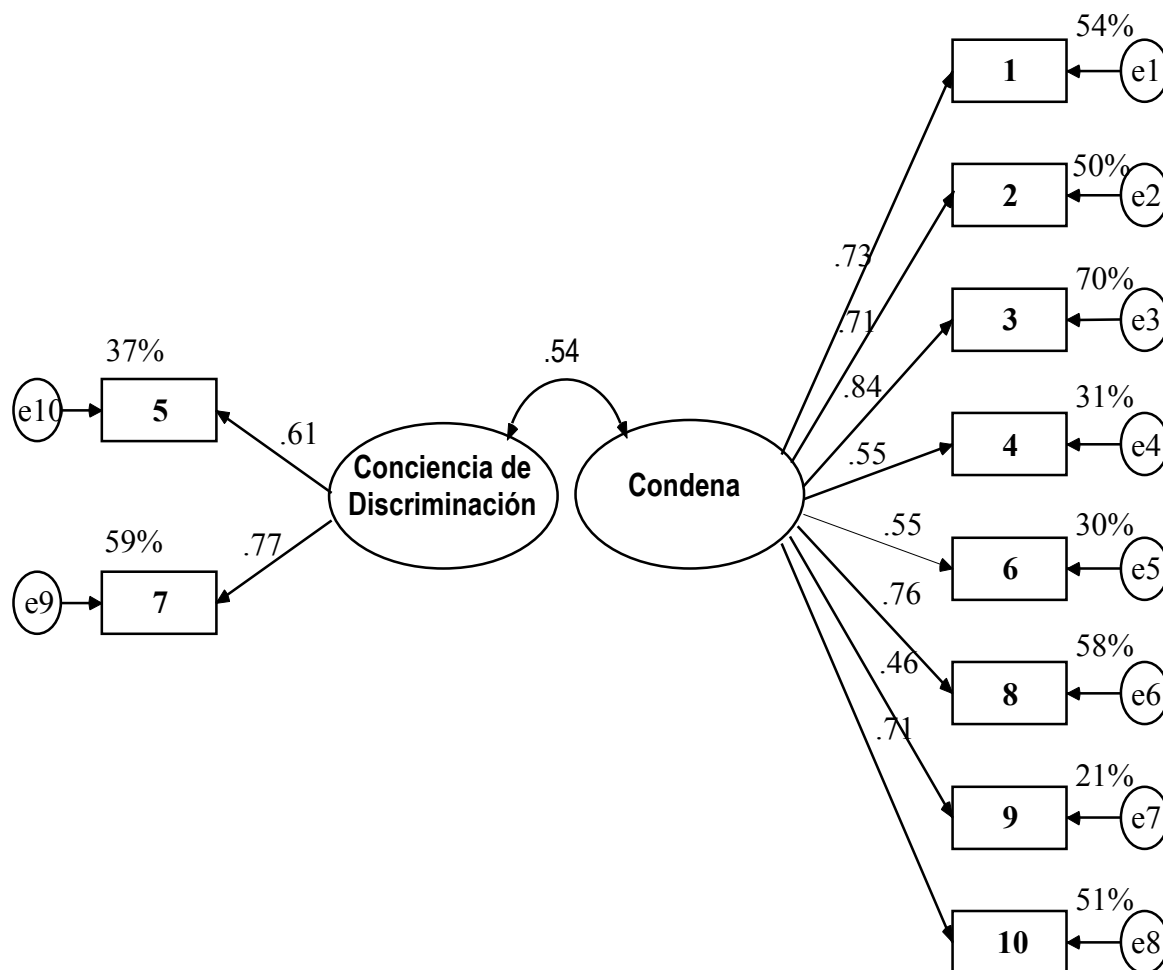 54%
1
e1
50%
2
e2
.73
70%
3
e3
.71
.54
37%
.84
31%
e10
5
4
e4
.61
.55
Conciencia de
Discriminación
Condena
.55
30%
6
e5
59%
.77
.76
e9
7
58%
.46
8
e6
.71
21%
9
e7
51%
10
e8